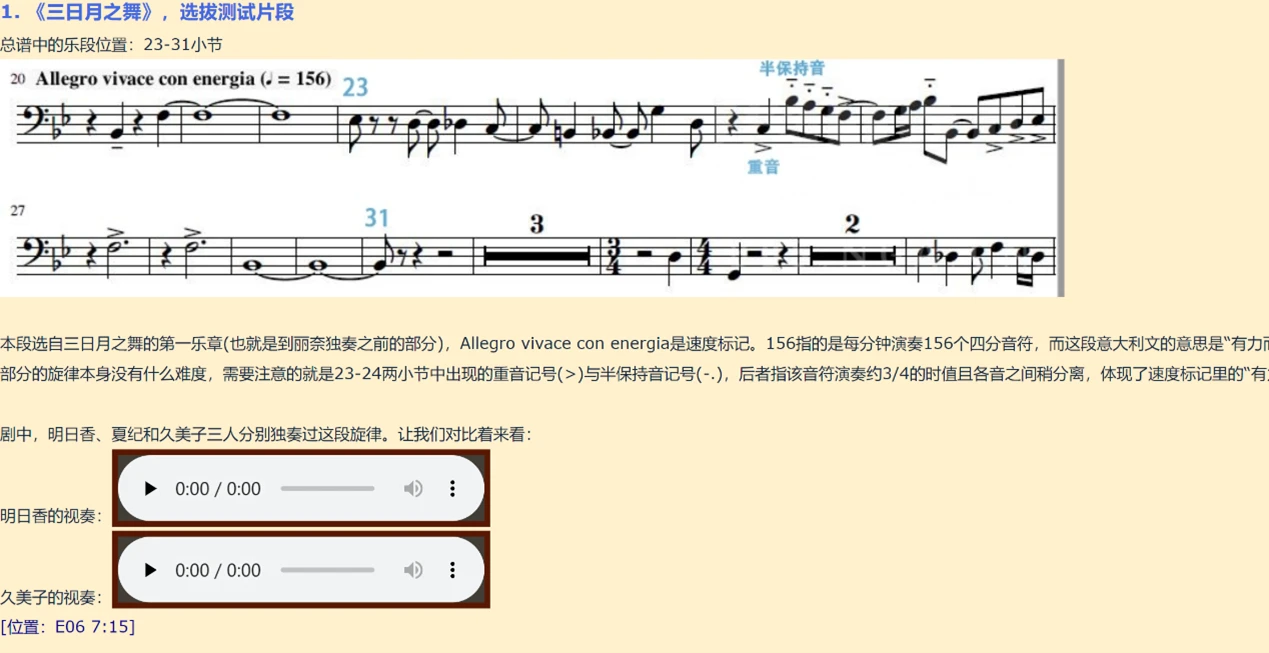 1. 《三日月之舞》，选拔测试片段
总谱中的乐段位置：23-31小节
20 Allegro vivace con energia (♩ = 156) 23
半保持音
重音
27
31
3
2
3/4
4/4
本段选自三日月之舞的第一乐章(也就是到丽奈独奏之前的部分)，Allegro vivace con energia是速度标记。156指的是每分钟演奏156个四分音符，而这段意大利文的意思是“有力而
部分的旋律本身没有什么难度，需要注意的就是23-24两小节中出现的重音记号(>)与半保持音记号(-.)，后者指该音符演奏约3/4的时值且各音之间稍分离，体现了速度标记里的“有
剧中，明日香、夏纪和久美子三人分别独奏过这段旋律。让我们对比着来看：
明日香的视奏：
0:00 / 0:00
久美子的视奏：
0:00 / 0:00
[位置：E06 7:15]